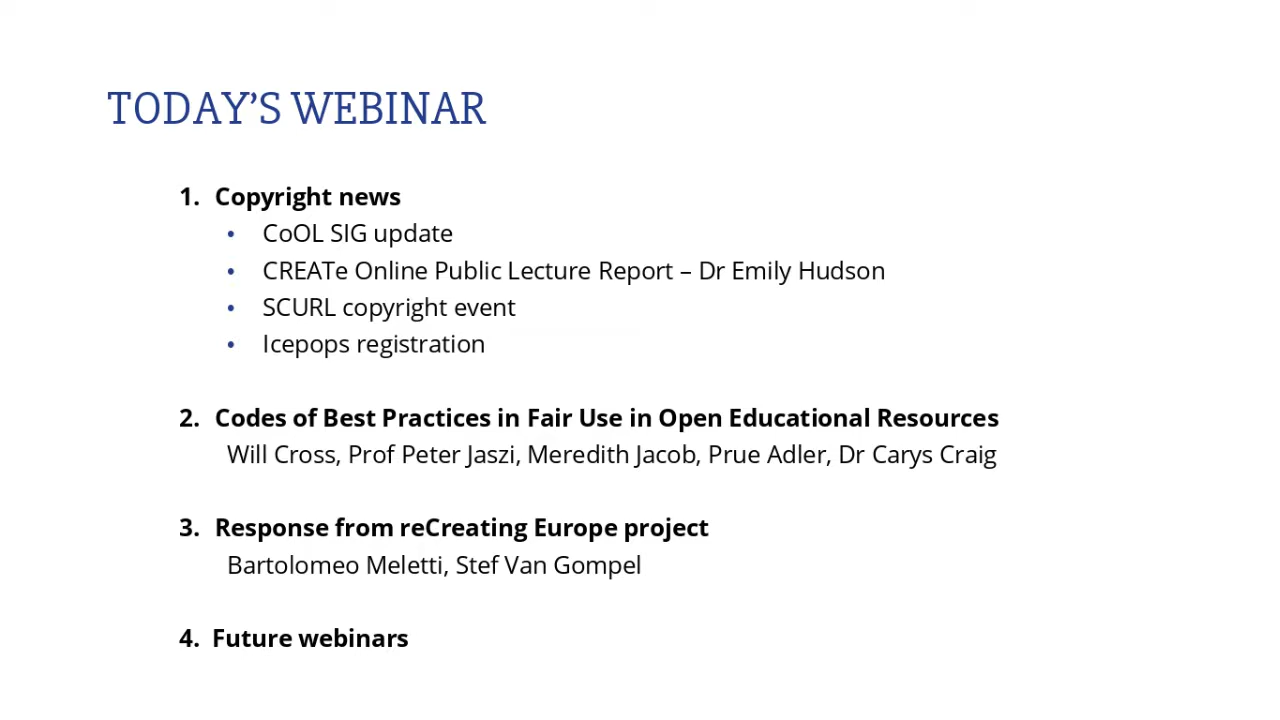 TODAY’S WEBINAR
1. Copyright news
• CoOL SIG update
• CREATe Online Public Lecture Report – Dr Emily Hudson
• SCURL copyright event
• Icepops registration
2. Codes of Best Practices in Fair Use in Open Educational Resources
Will Cross, Prof Peter Jaszi, Meredith Jacob, Prue Adler, Dr Carys Craig
3. Response from reCreating Europe project
Bartolomeo Meletti, Stef Van Gompel
4. Future webinars